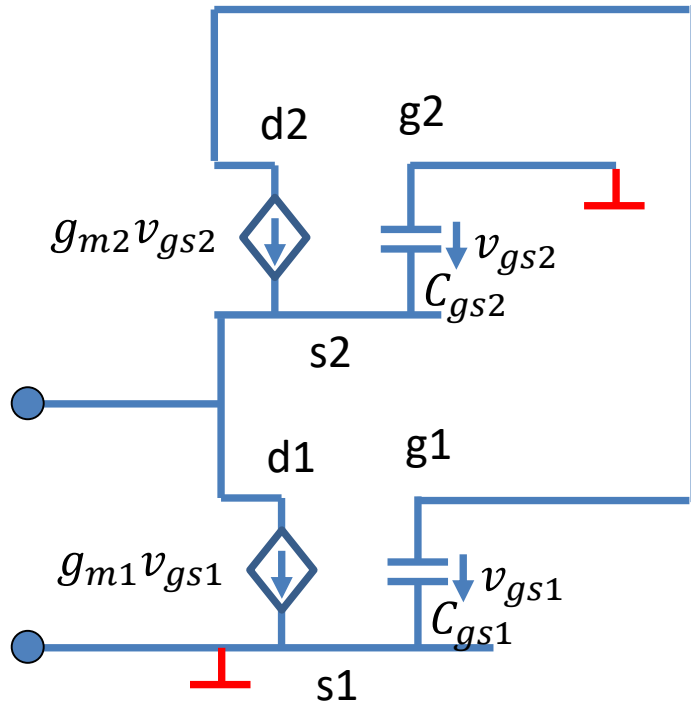 d2
g2
g_{m2}v_{gs2}
v_{gs2}
C_{gs2}
s2
d1
g1
g_{m1}v_{gs1}
v_{gs1}
C_{gs1}
s1